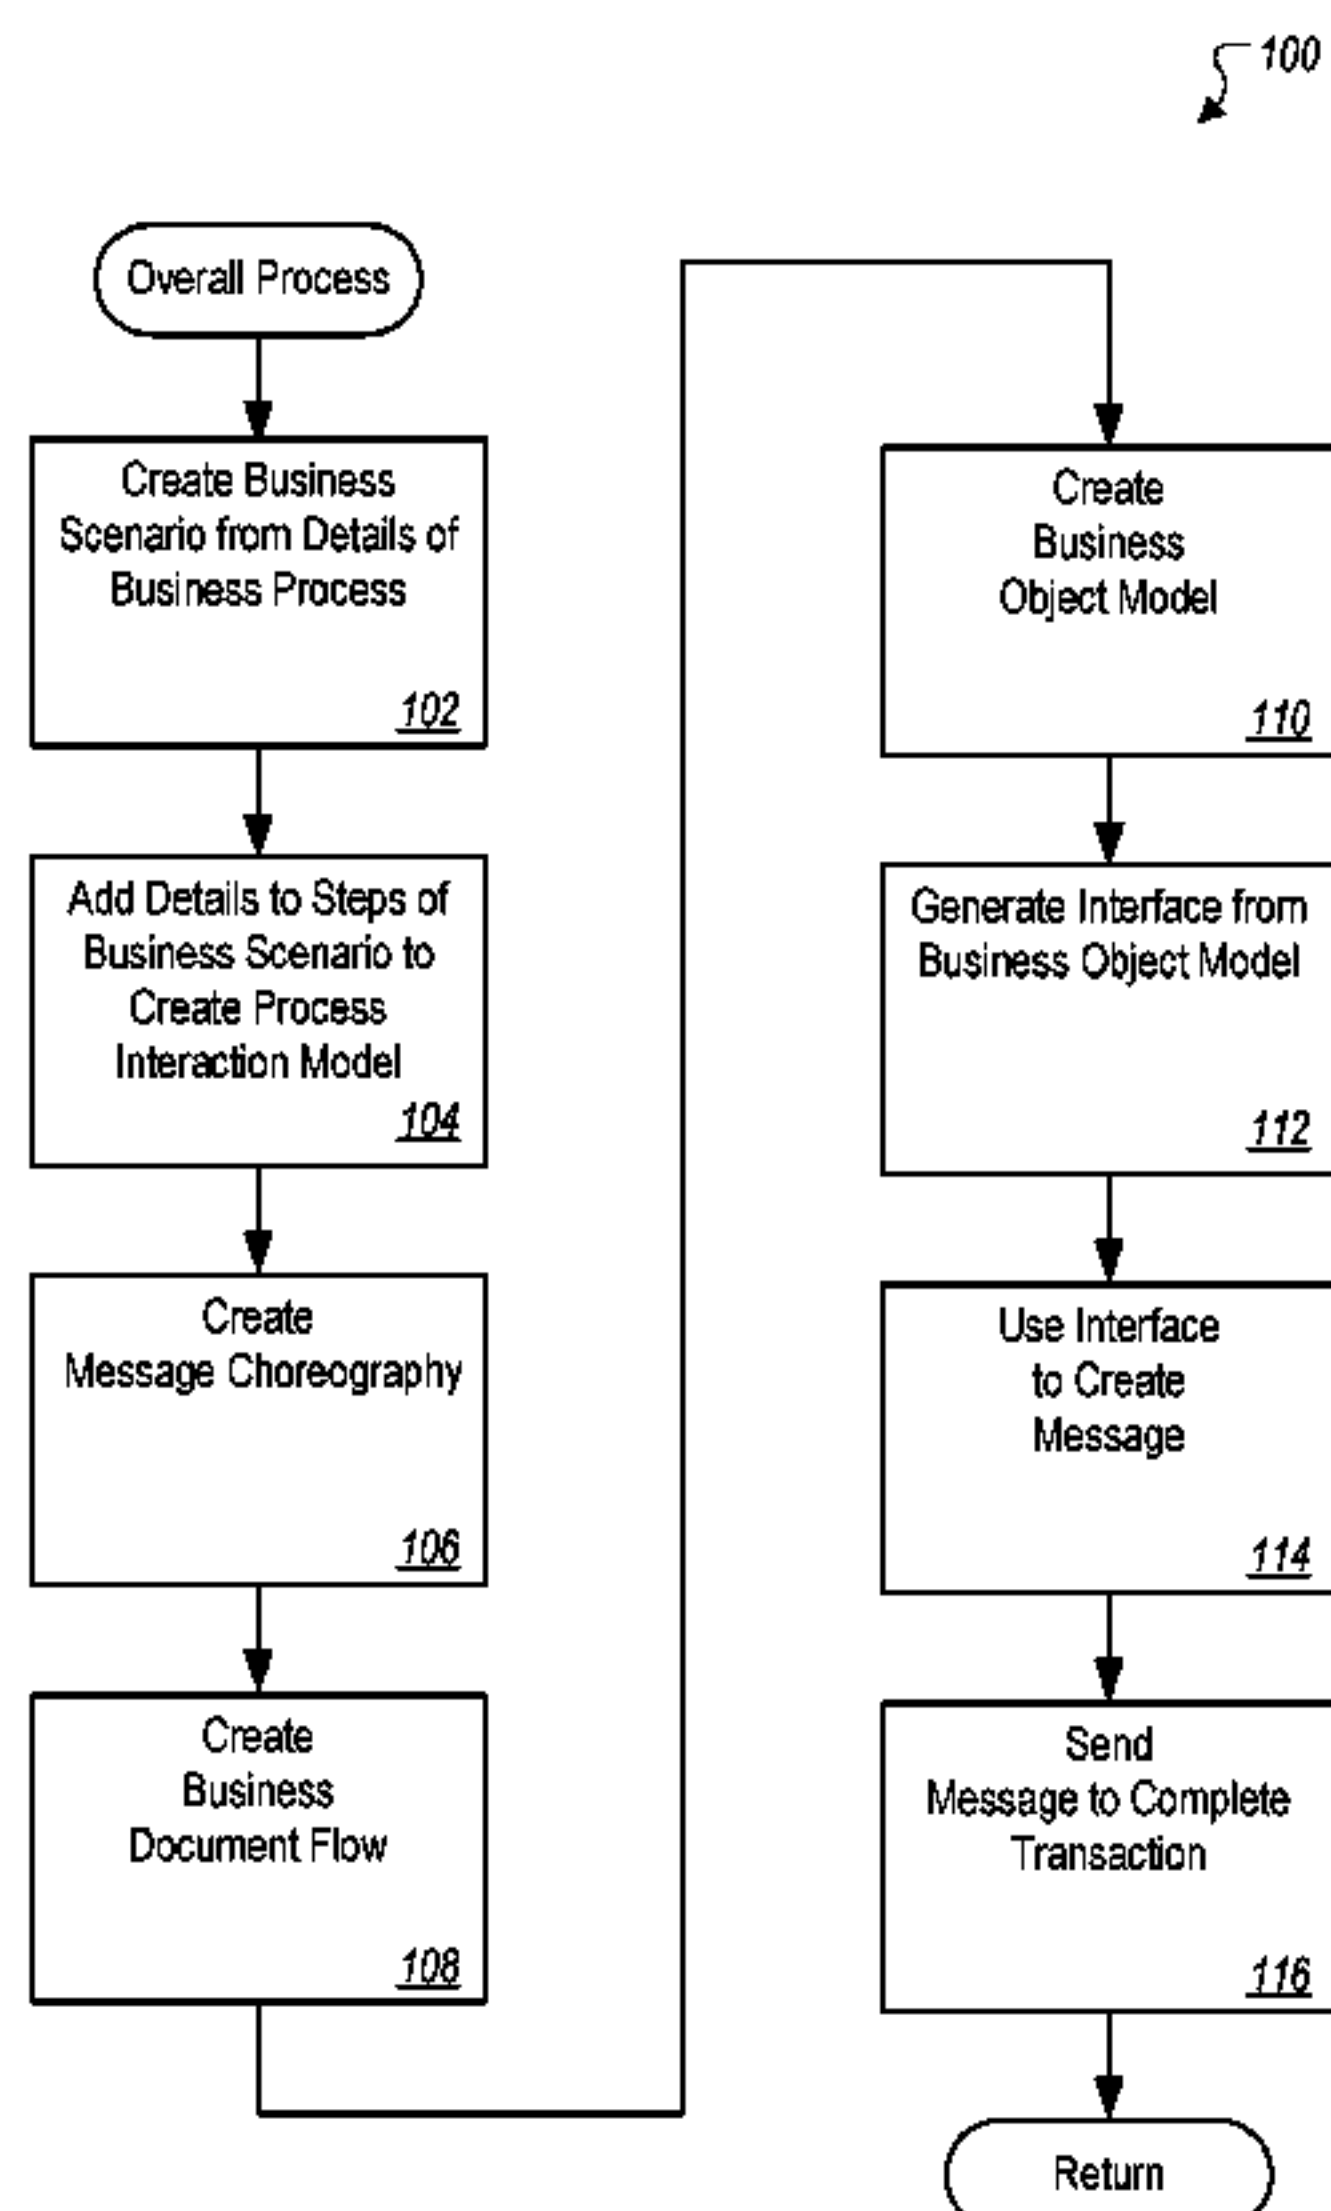 100
Overall Process
Create Business
Scenario from Details of
Business Process
102
Add Details to Steps of
Business Scenario to
Create Process
Interaction Model
104
Create
Message Choreography
106
Create
Business
Document Flow
108
Create
Business
Object Model
110
Generate Interface from
Business Object Model
112
Use Interface
to Create
Message
114
Send
Message to Complete
Transaction
116
Return